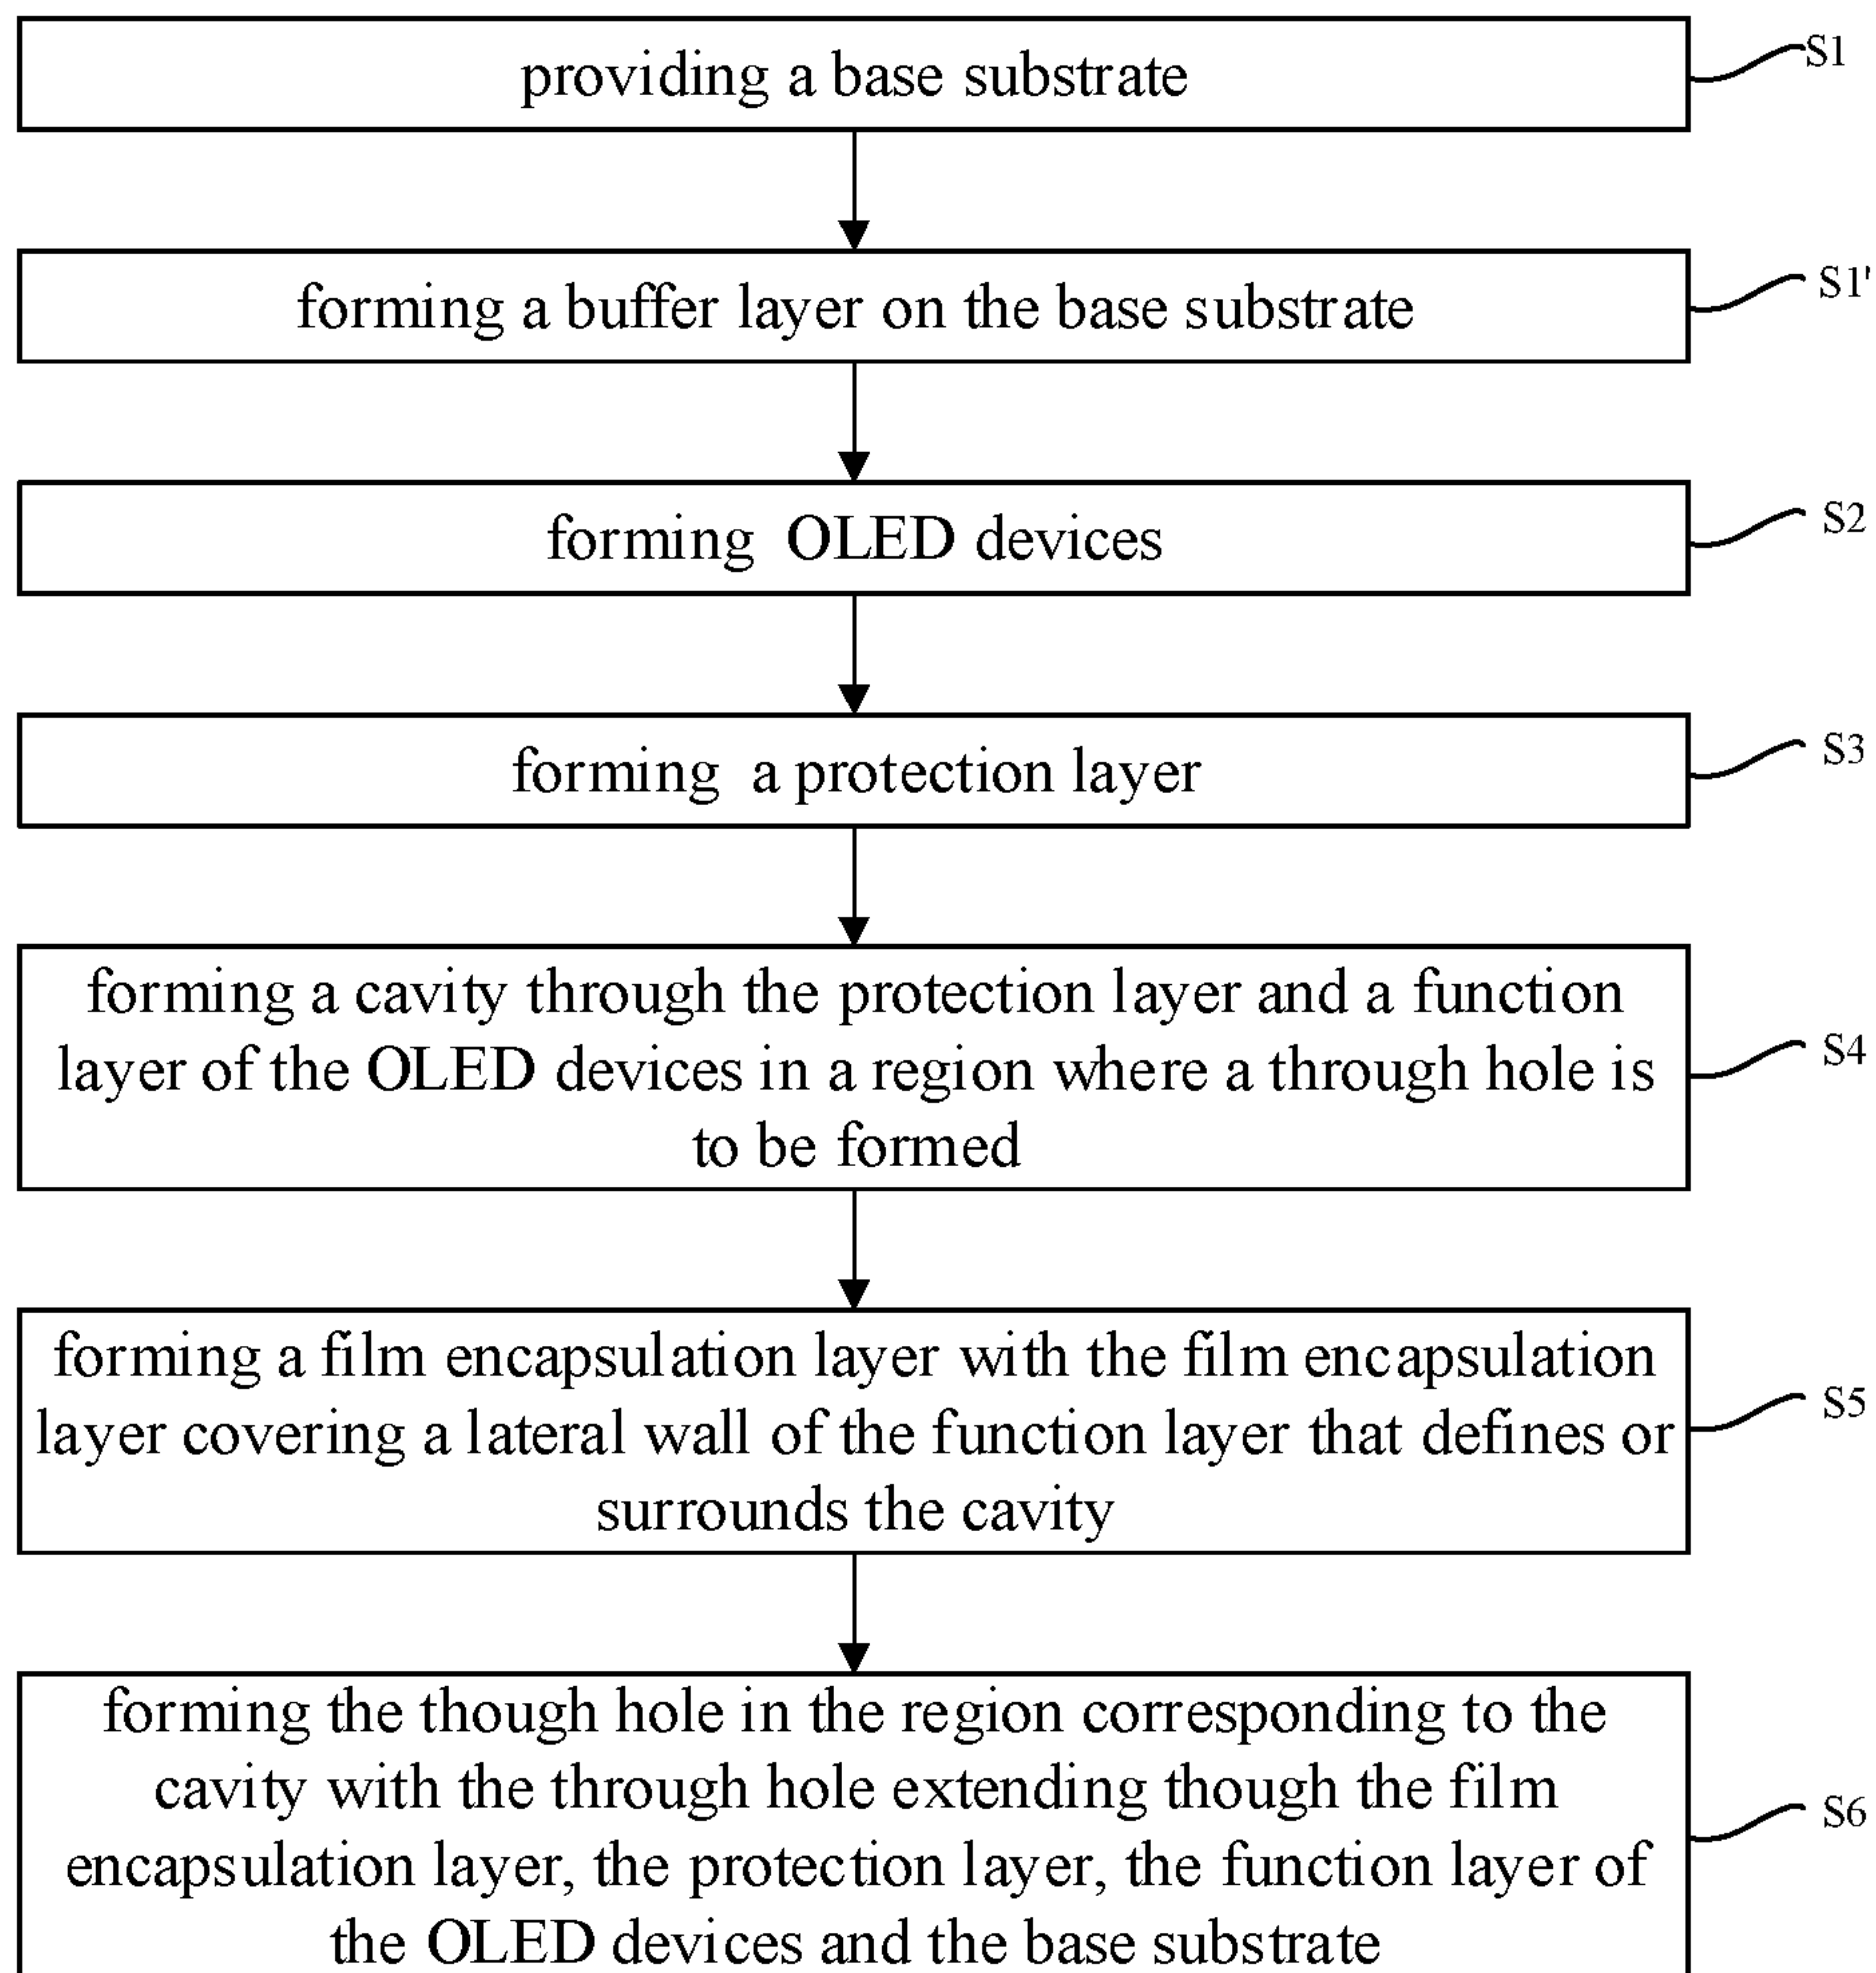 providing a base substrate
S1
forming a buffer layer on the base substrate
S1'
forming OLED devices
S2
forming a protection layer
S3
forming a cavity through the protection layer and a function
layer of the OLED devices in a region where a through hole is
to be formed
S4
forming a film encapsulation layer with the film encapsulation
layer covering a lateral wall of the function layer that defines or
surrounds the cavity
S5
forming the though hole in the region corresponding to the
cavity with the through hole extending though the film
encapsulation layer, the protection layer, the function layer of
the OLED devices and the base substrate
S6